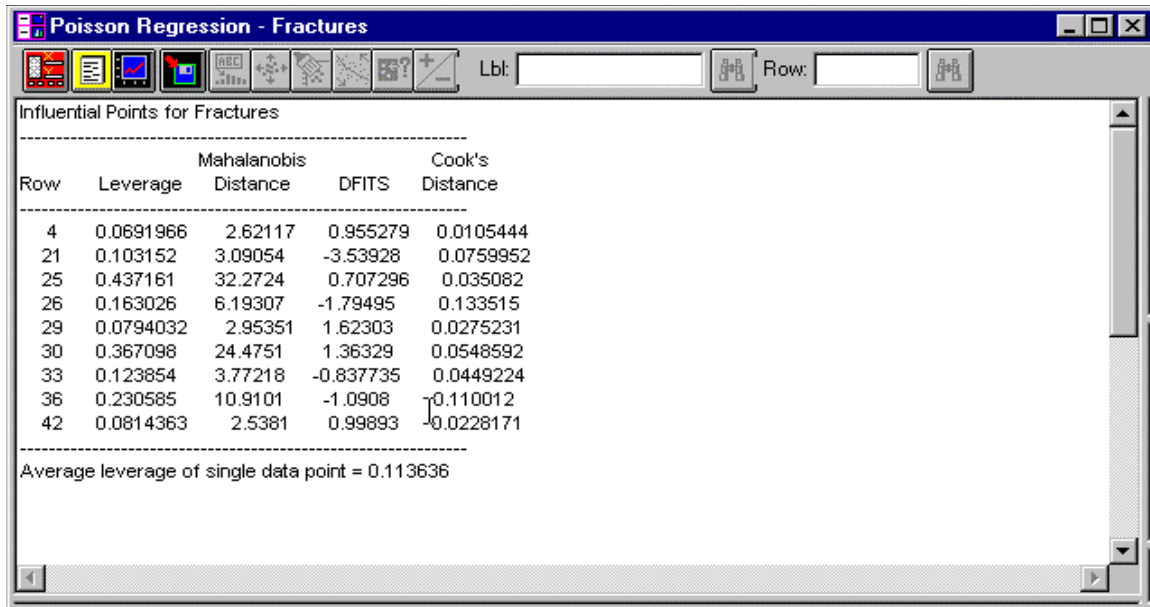 Poisson Regression - Fractures
Lbl: Row:
Influential Points for Fractures
------------------------------------------------------------
Mahalanobis Cook's
Row Leverage Distance DFITS Distance
------------------------------------------------------------
4 0.0691966 2.62117 0.955279 0.0105444
21 0.103152 3.09054 -3.53928 0.0759952
25 0.437161 32.2724 0.707296 0.035082
26 0.163026 6.19307 -1.79495 0.133515
29 0.0794032 2.95351 1.62303 0.0275231
30 0.367098 24.4751 1.36329 0.0548592
33 0.123854 3.77218 -0.837735 0.0449224
36 0.230585 10.9101 -1.0908 0.110012
42 0.0814363 2.5381 0.99893 0.0228171
------------------------------------------------------------
Average leverage of single data point = 0.113636